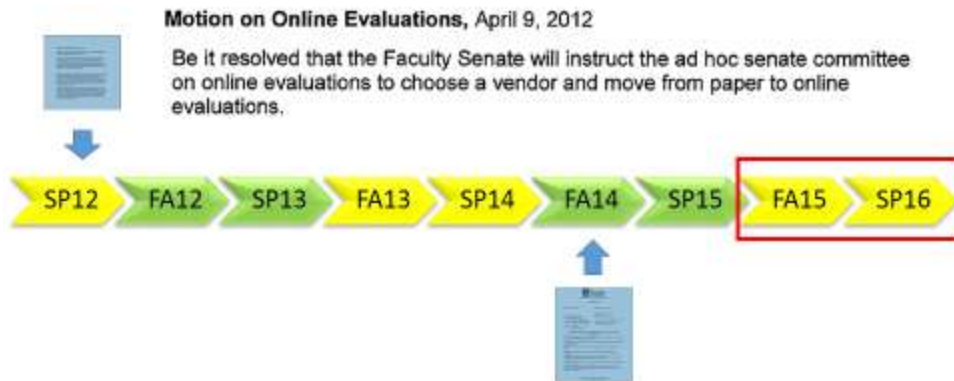 Motion on Online Evaluations, April 9, 2012
Be it resolved that the Faculty Senate will instruct the ad hoc senate committee
on online evaluations to choose a vendor and move from paper to online
evaluations.
SP12 FA12 SP13 FA13 SP14 FA14 SP15 FA15 SP16